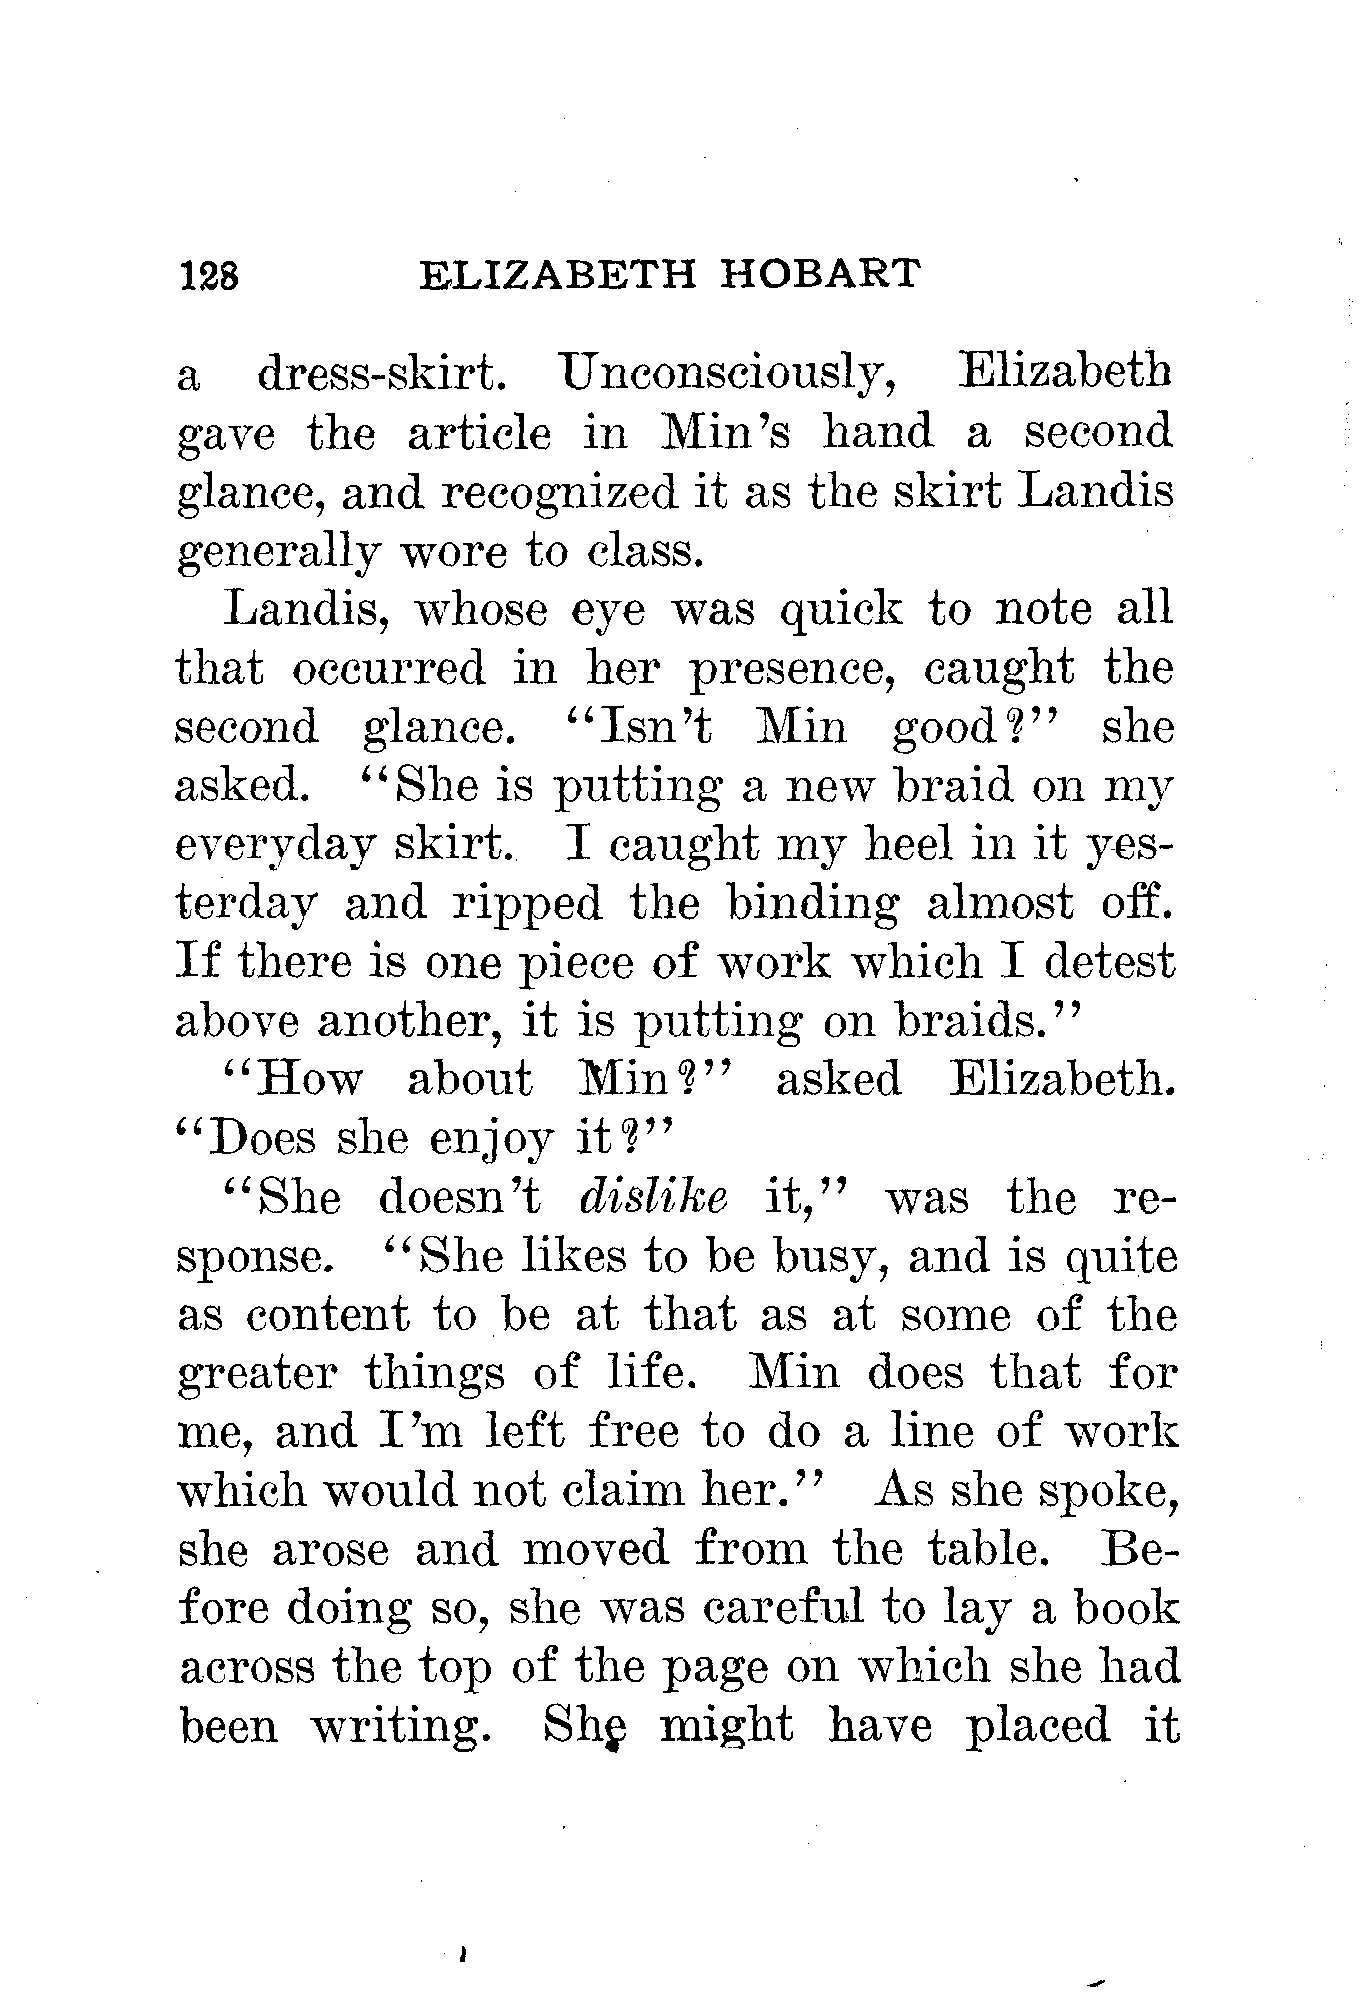 128 ELIZABETH HOBART
a dress-skirt. Unconsciously, Elizabeth
gave the article in Min's hand a second
glance, and recognized it as the skirt Landis
generally wore to class.
Landis, whose eye was quick to note all
that occurred in her presence, caught the
second glance. "Isn't Min good?" she
asked. "She is putting a new braid on my
everyday skirt. I caught my heel in it yes-
terday and ripped the binding almost off.
If there is one piece of work which I detest
above another, it is putting on braids."
"How about Min?" asked Elizabeth.
"Does she enjoy it?"
"She doesn't dislike it," was the re-
sponse. "She likes to be busy, and is quite
as content to be at that as at some of the
greater things of life. Min does that for
me, and I'm left free to do a line of work
which would not claim her." As she spoke,
she arose and moved from the table. Be-
fore doing so, she was careful to lay a book
across the top of the page on which she had
been writing. She might have placed it